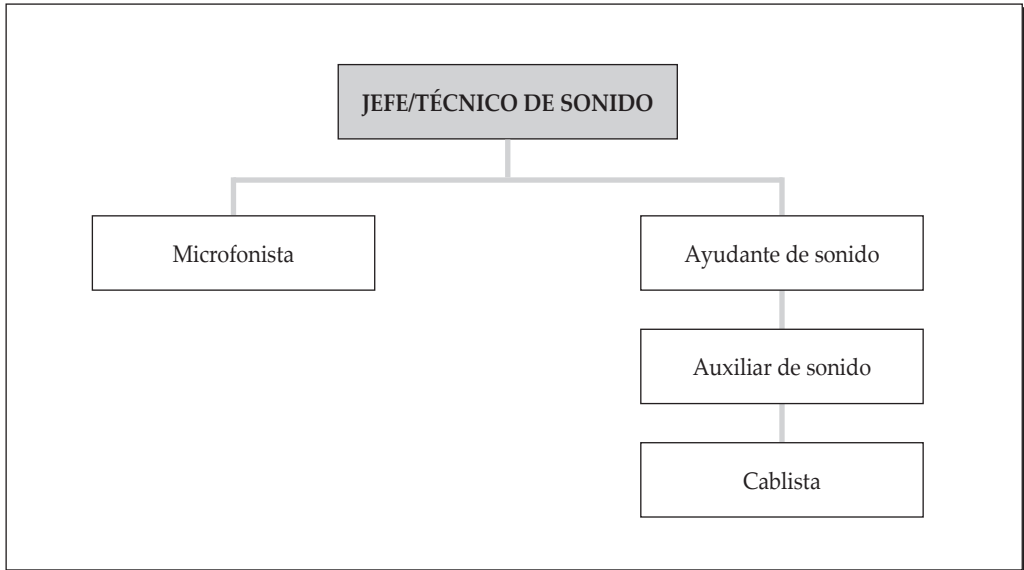 JEFE/TÉCNICO DE SONIDO
Microfonista
Ayudante de sonido
Auxiliar de sonido
Cablista